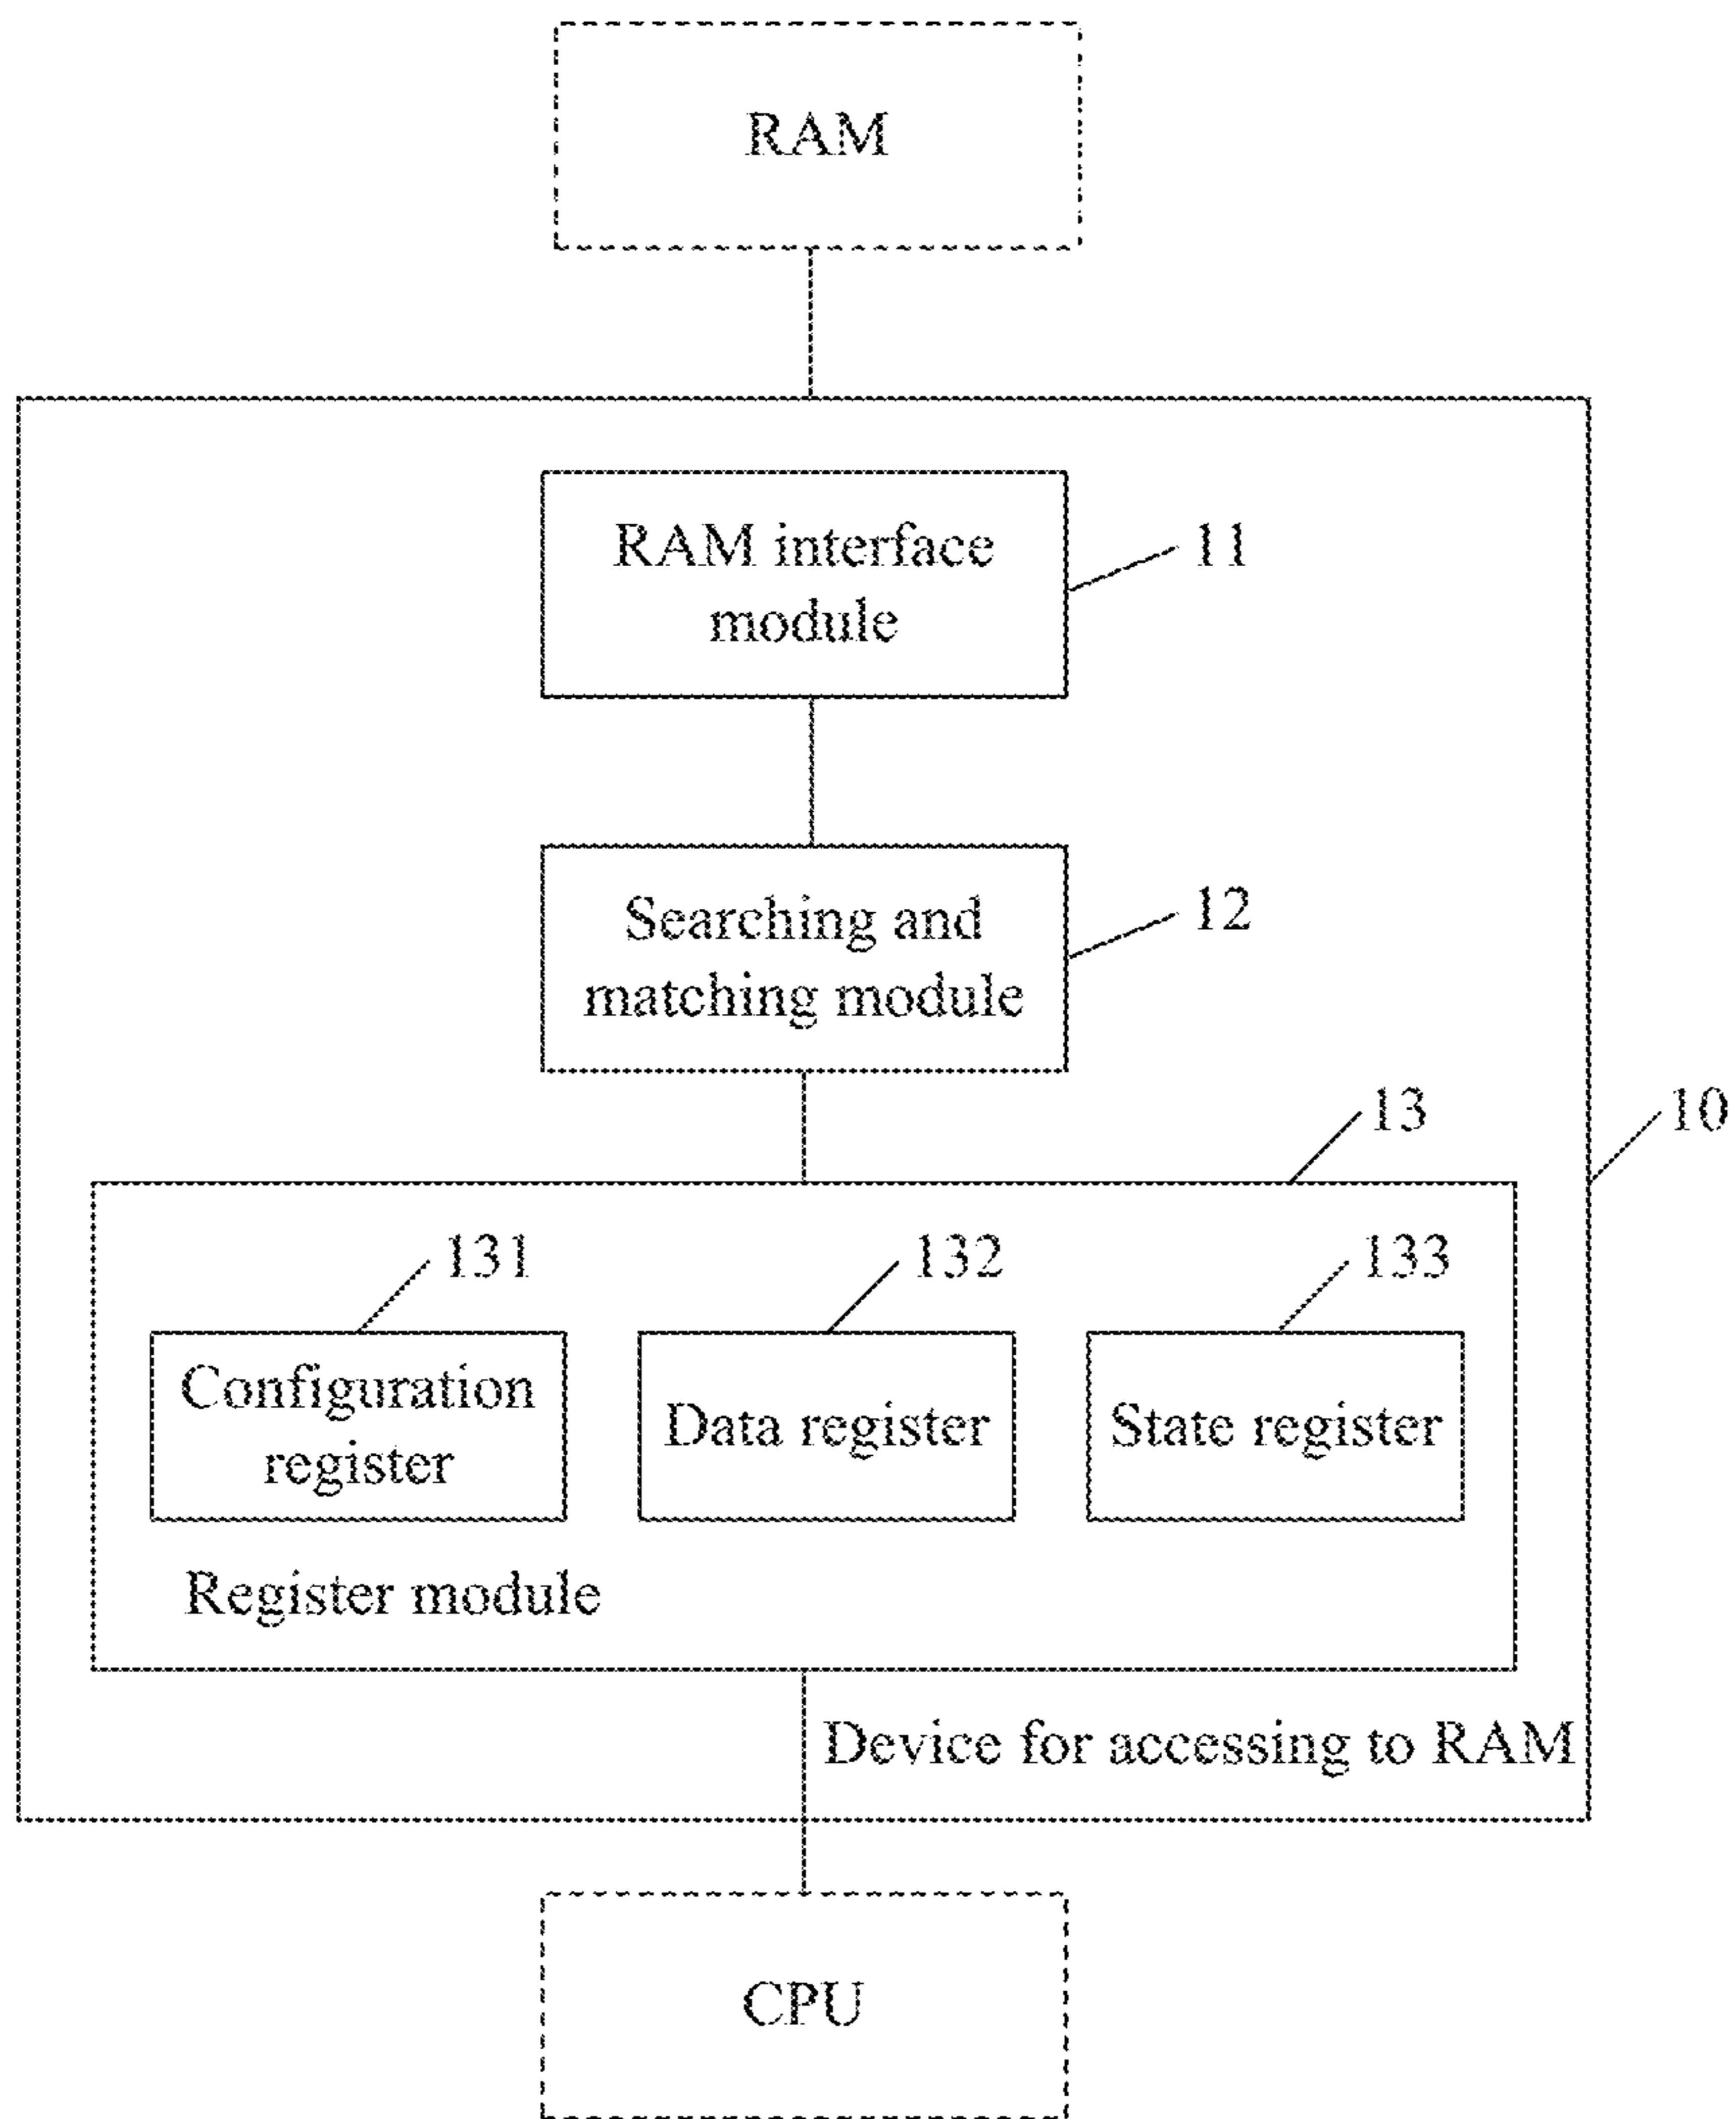 RAM
RAM interface
module
11
Searching and
matching module
12
13
10
131
132
133
Configuration
register
Data register
State register
Register module
Device for accessing to RAM
CPU